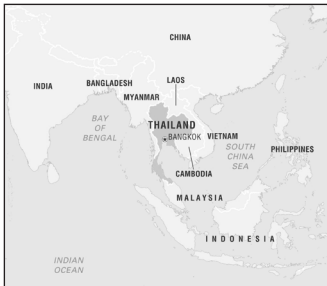 CHINA
INDIA
BANGLADESH
LAOS
MYANMAR
BAY
OF
BENGAL
THAILAND
BANGKOK
VIETNAM
SOUTH
CHINA
SEA
PHILIPPINES
CAMBODIA
MALAYSIA
INDONESIA
INDIAN
OCEAN